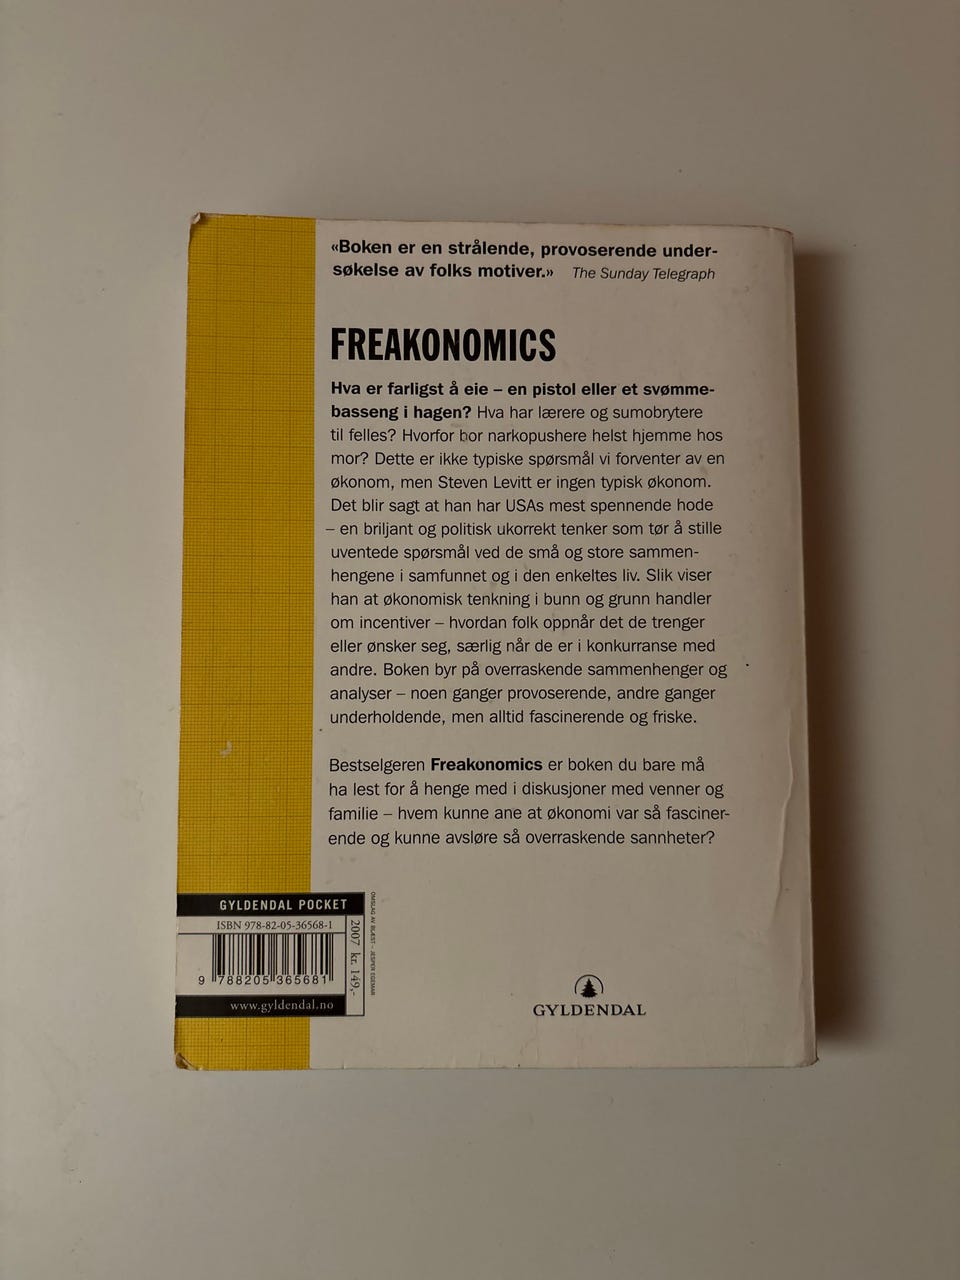 «Boken er en strålende, provoserende under-
søkelse av folks motiver.» The Sunday Telegraph
FREAKONOMICS
Hva er farligst å eie – en pistol eller et svømme-
basseng i hagen? Hva har lærere og sumobrytere
til felles? Hvorfor bor narkopushere helst hjemme hos
mor? Dette er ikke typiske spørsmål vi forventer av en
økonom, men Steven Levitt er ingen typisk økonom.
Det blir sagt at han har USAs mest spennende hode
– en briljant og politisk ukorrekt tenker som tør å stille
uventede spørsmål ved de små og store sammen-
hengene i samfunnet og i den enkeltes liv. Slik viser
han at økonomisk tenkning i bunn og grunn handler
om incentiver – hvordan folk oppnår det de trenger
eller ønsker seg, særlig når de er i konkurranse med
andre. Boken byr på overraskende sammenhenger og
analyser – noen ganger provoserende, andre ganger
underholdende, men alltid fascinerende og friske.
Bestselgeren Freakonomics er boken du bare må
ha lest for å henge med i diskusjoner med venner og
familie – hvem kunne ane at økonomi var så fasciner-
ende og kunne avsløre så overraskende sannheter?
GYLDENDAL POCKET
ISBN 978-82-05-36568-1
9 788205 365681
www.gyldendal.no
2007 kr. 149,-
OMSLAG AV BLÆST – JESPER EGEMAR
GYLDENDAL